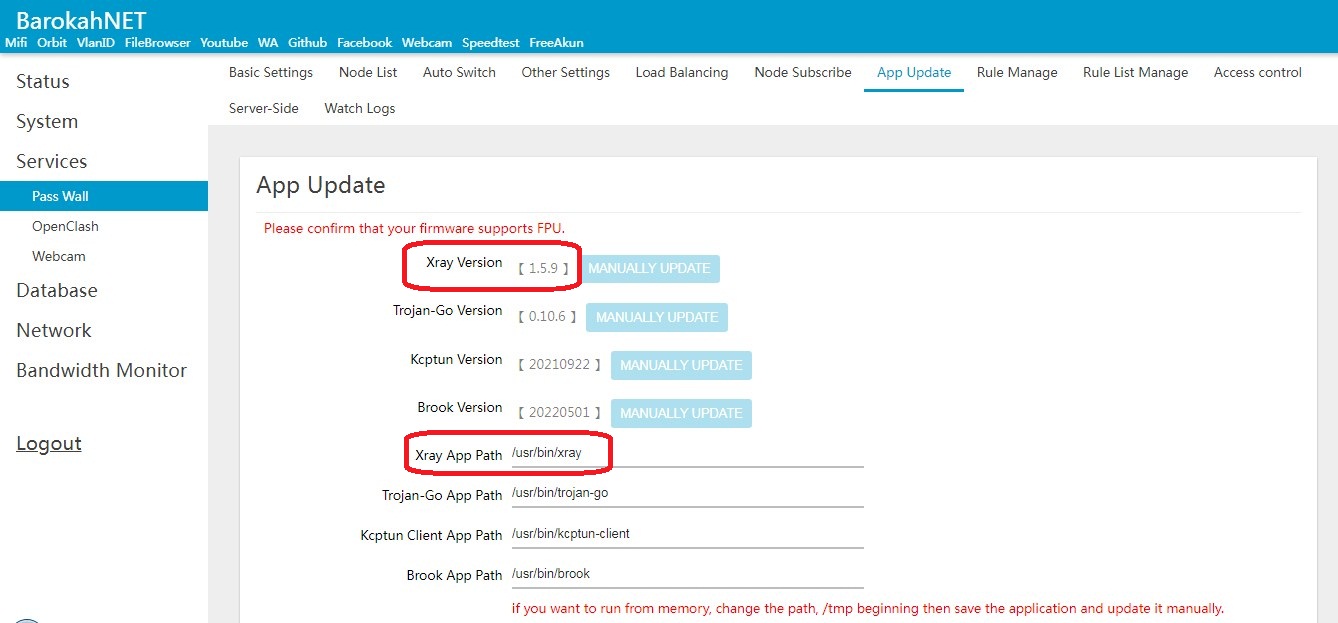 BarokahNET
Mifi Orbit VlanID FileBrowser Youtube WA Github Facebook Webcam Speedtest FreeAkun
Status
System
Services
Pass Wall
OpenClash
Webcam
Database
Network
Bandwidth Monitor
Logout
Basic Settings Node List Auto Switch Other Settings Load Balancing Node Subscribe App Update Rule Manage Rule List Manage Access control
Server-Side Watch Logs
App Update
Please confirm that your firmware supports FPU.
Xray Version 【 1.5.9 】 MANUALLY UPDATE
Trojan-Go Version 【 0.10.6 】 MANUALLY UPDATE
Kcptun Version 【 20210922 】 MANUALLY UPDATE
Brook Version 【 20220501 】 MANUALLY UPDATE
Xray App Path /usr/bin/xray
Trojan-Go App Path /usr/bin/trojan-go
Kcptun Client App Path /usr/bin/kcptun-client
Brook App Path /usr/bin/brook
if you want to run from memory, change the path, /tmp beginning then save the application and update it manually.